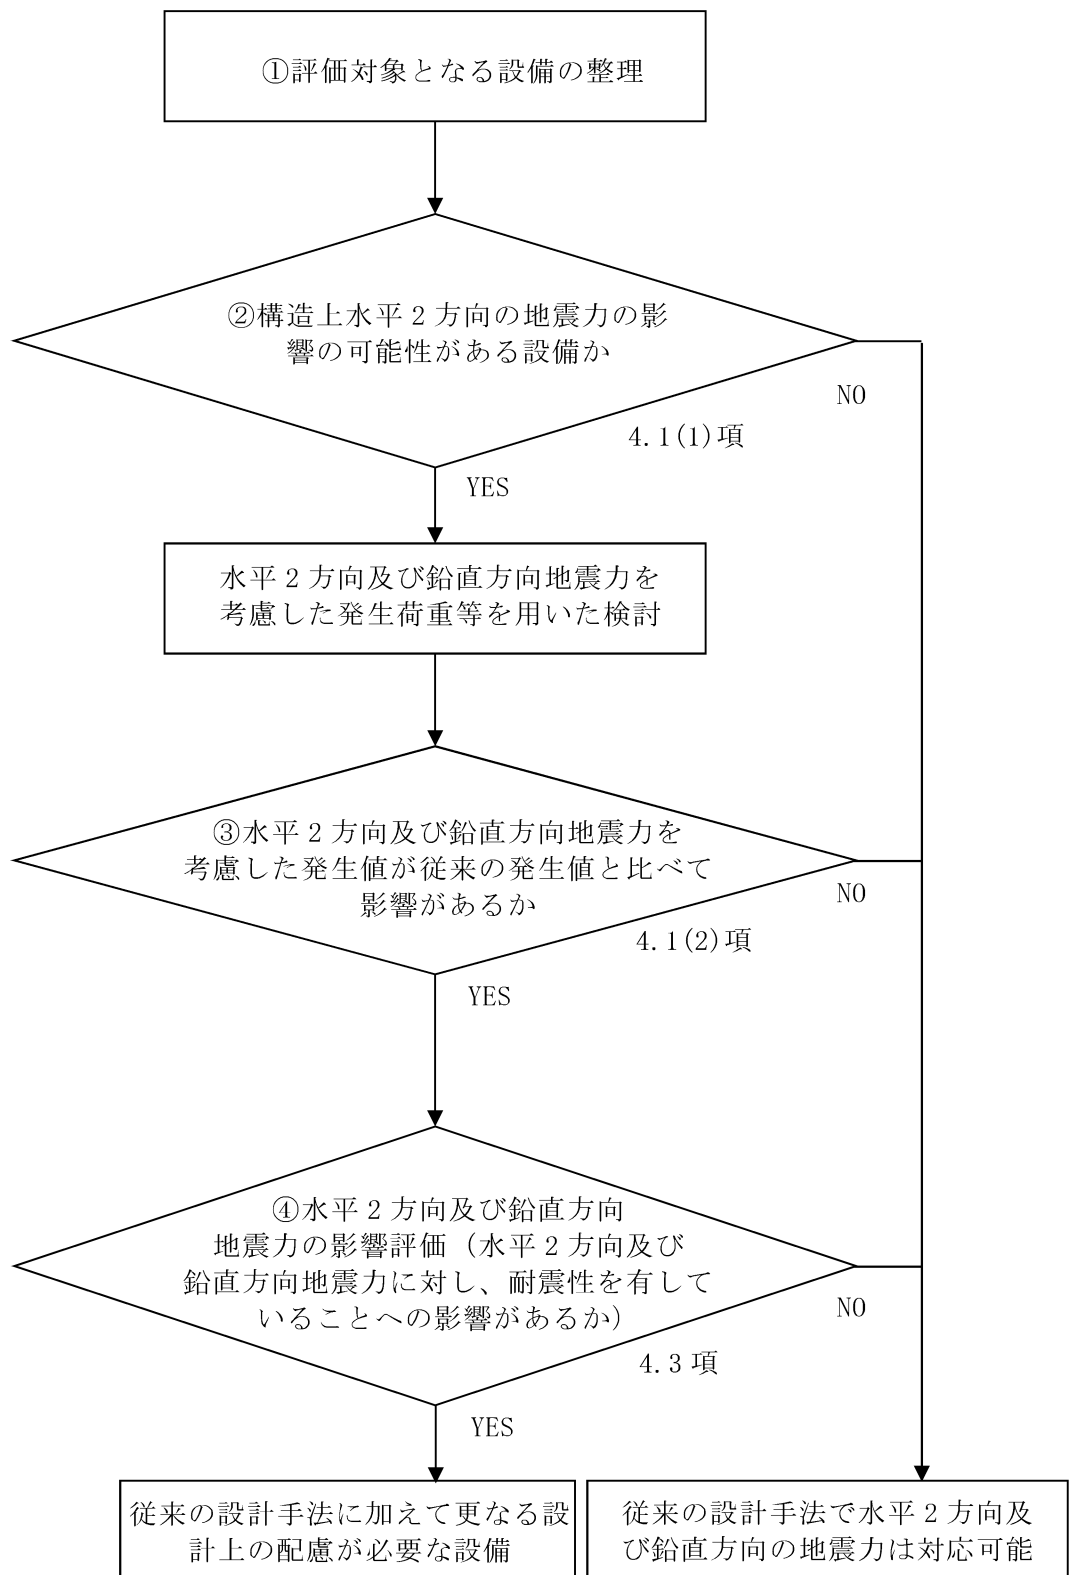 ①評価対象となる設備の整理
②構造上水平2方向の地震力の影
響の可能性がある設備か
NO
4.1(1)項
YES
水平2方向及び鉛直方向地震力を
考慮した発生荷重等を用いた検討
③水平2方向及び鉛直方向地震力を
考慮した発生値が従来の発生値と比べて
影響があるか
NO
4.1(2)項
YES
④水平2方向及び鉛直方向
地震力の影響評価（水平2方向及び
鉛直方向地震力に対し、耐震性を有して
いることへの影響があるか）
NO
4.3項
YES
従来の設計手法に加えて更なる設
計上の配慮が必要な設備
従来の設計手法で水平2方向及
び鉛直方向の地震力は対応可能